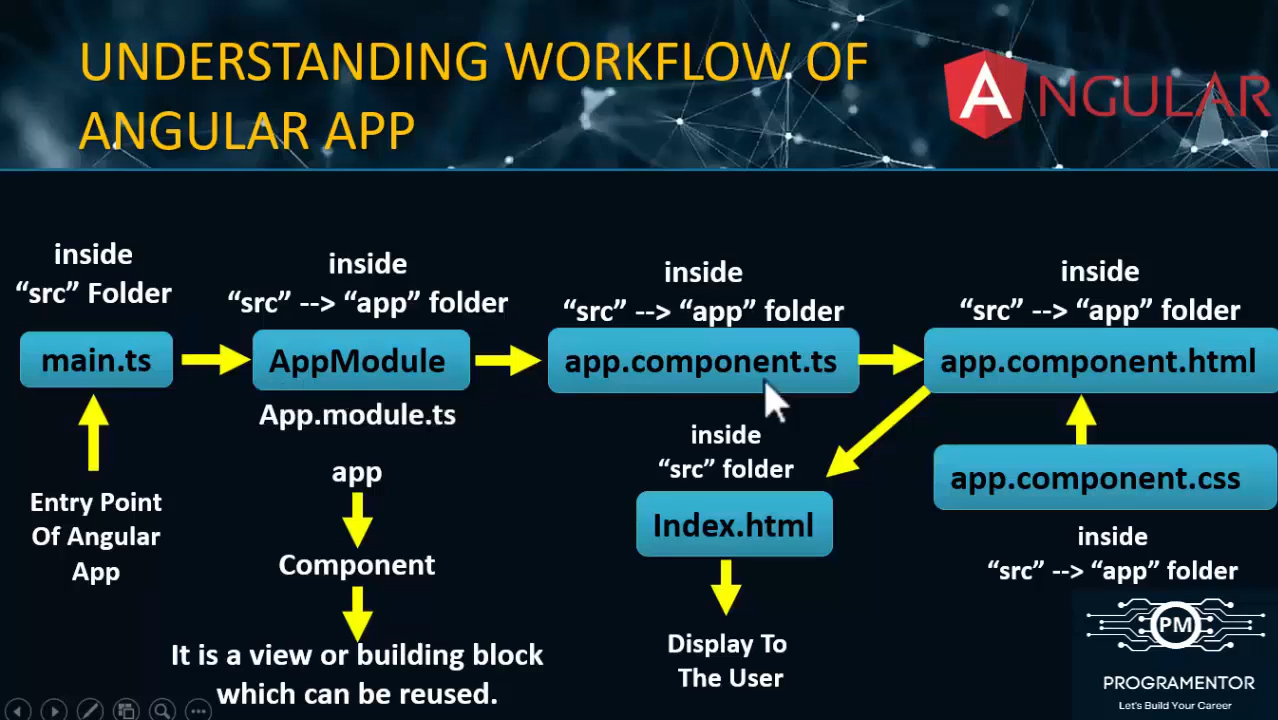 UNDERSTANDING WORKFLOW OF
ANGULAR APP
A
NGULAR
inside
“src” Folder
main.ts
Entry Point
Of Angular
App
inside
“src” --> “app” folder
AppModule
App.module.ts
app
Component
It is a view or building block
which can be reused.
inside
“src” --> “app” folder
app.component.ts
inside
“src” folder
Index.html
Display To
The User
inside
“src” --> “app” folder
app.component.html
app.component.css
inside
“src” --> “app” folder
PM
PROGRAMENTOR
Let's Build Your Career